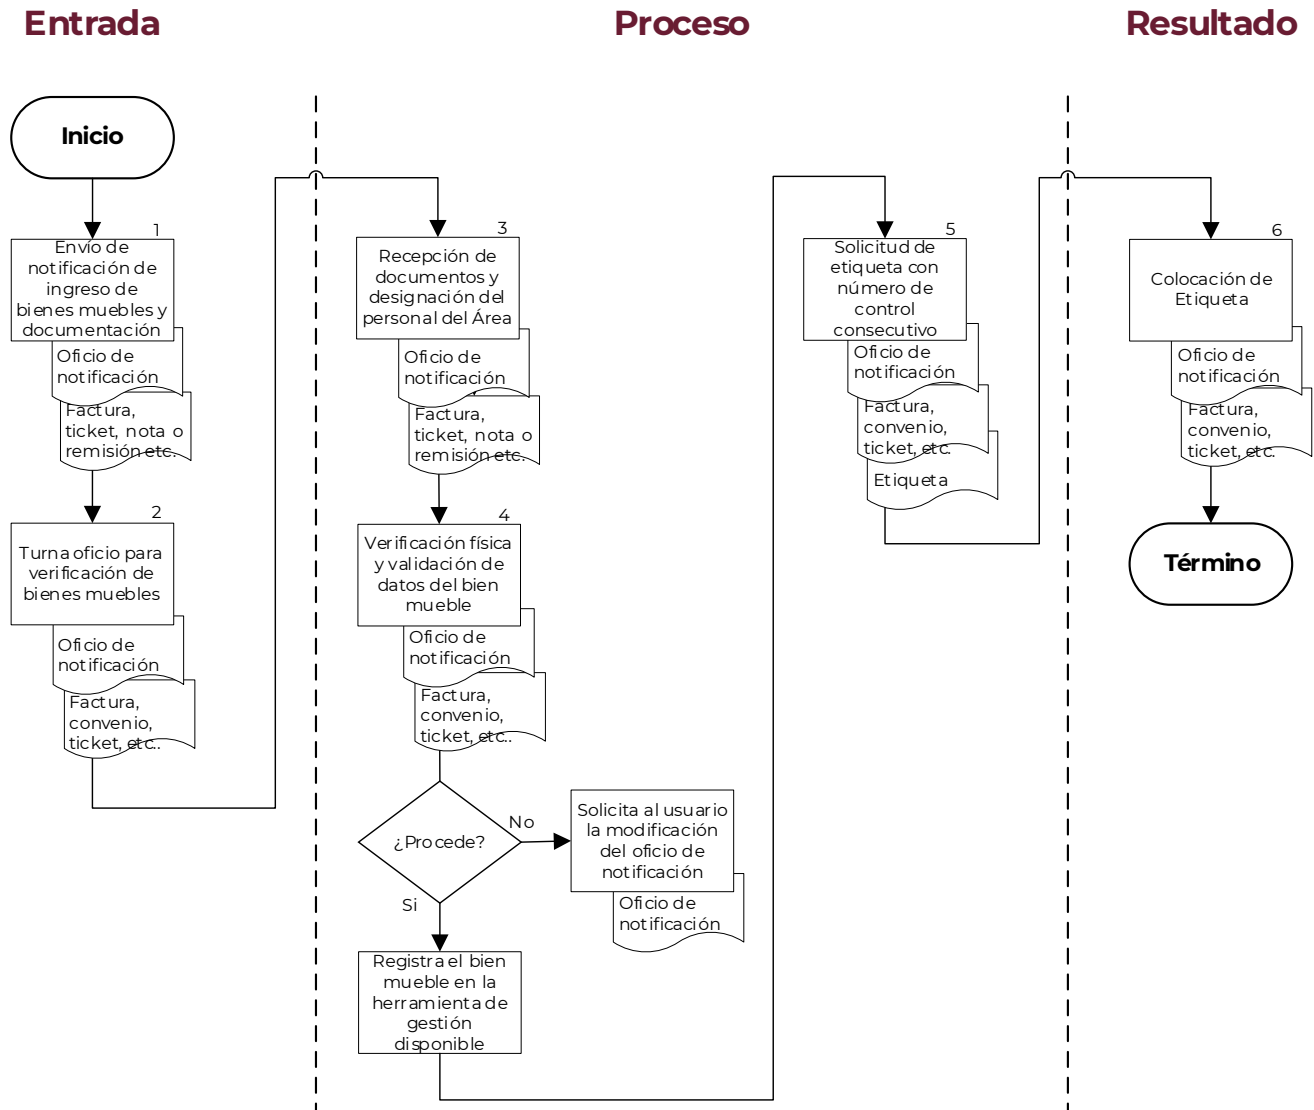 Entrada
Proceso
Resultado
Inicio
1
Envío de
notificación de
ingreso de
bienes muebles y
documentación
Oficio de
notificación
Factura,
ticket, nota o
remisión etc.
2
Turna oficio para
verificación de
bienes muebles
Oficio de
notificación
Factura,
convenio,
ticket, etc..
3
Recepción de
documentos y
designación del
personal del Área
Oficio de
notificación
Factura,
ticket, nota o
remisión etc.
4
Verificación física
y validación de
datos del bien
mueble
Oficio de
notificación
Factura,
convenio,
ticket, etc..
¿Procede?
No
Solicita al usuario
la modificación
del oficio de
notificación
Oficio de
notificación
Si
Registra el bien
mueble en la
herramienta de
gestión
disponible
5
Solicitud de
etiqueta con
número de
control
consecutivo
Oficio de
notificación
Factura,
convenio,
ticket, etc.
Etiqueta
6
Colocación de
Etiqueta
Oficio de
notificación
Factura,
convenio,
ticket, etc.
Término